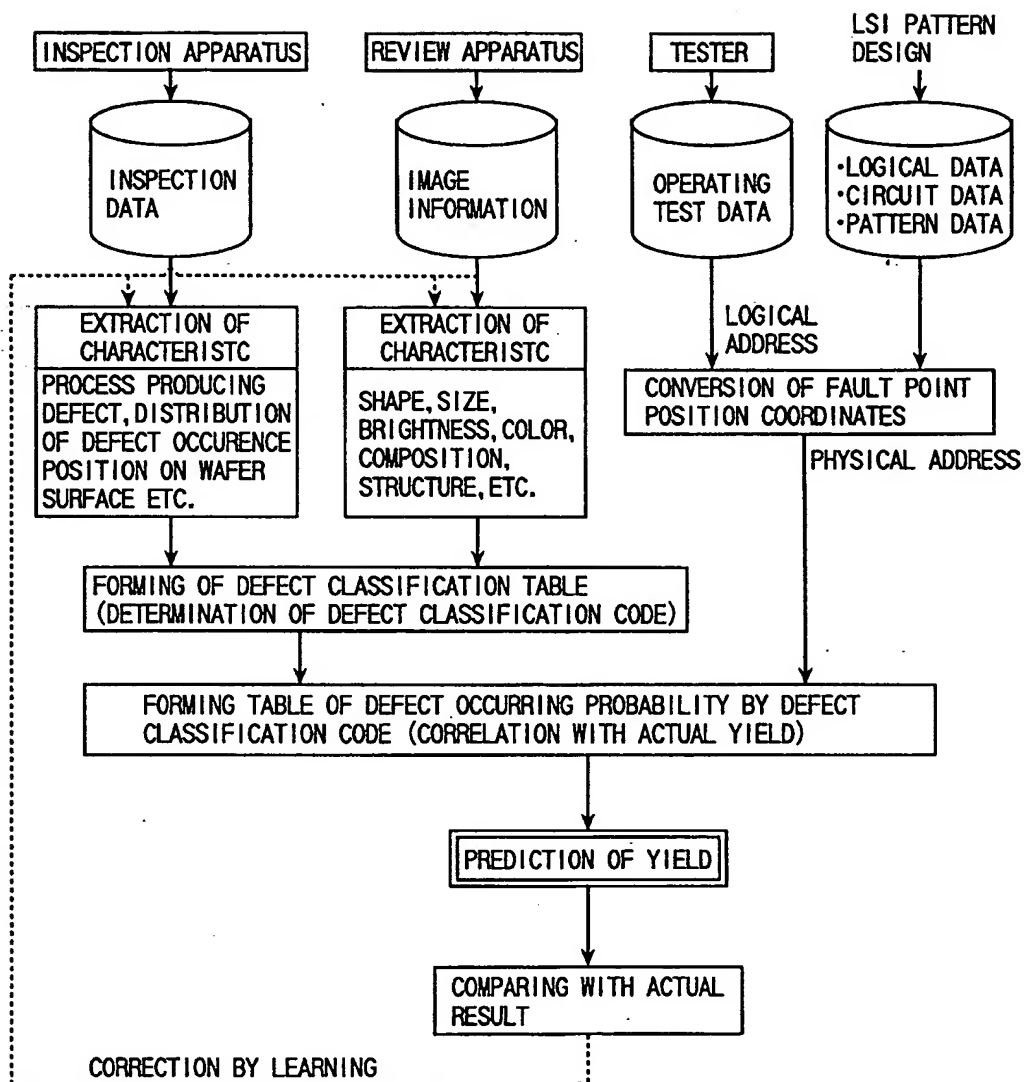 INSPECTION APPARATUS
REVIEW APPARATUS
TESTER
LSI PATTERN
DESIGN
INSPECTION
DATA
IMAGE
INFORMATION
OPERATING
TEST DATA
•LOGICAL DATA
•CIRCUIT DATA
•PATTERN DATA
EXTRACTION OF
CHARACTERISTC
PROCESS PRODUCING
DEFECT, DISTRIBUTION
OF DEFECT OCCURENCE
POSITION ON WAFER
SURFACE ETC.
EXTRACTION OF
CHARACTERISTC
SHAPE, SIZE,
BRIGHTNESS, COLOR,
COMPOSITION,
STRUCTURE, ETC.
LOGICAL
ADDRESS
CONVERSION OF FAULT POINT
POSITION COORDINATES
PHYSICAL ADDRESS
FORMING OF DEFECT CLASSIFICATION TABLE
(DETERMINATION OF DEFECT CLASSIFICATION CODE)
FORMING TABLE OF DEFECT OCCURRING PROBABILITY BY DEFECT
CLASSIFICATION CODE (CORRELATION WITH ACTUAL YIELD)
PREDICTION OF YIELD
COMPARING WITH ACTUAL
RESULT
CORRECTION BY LEARNING